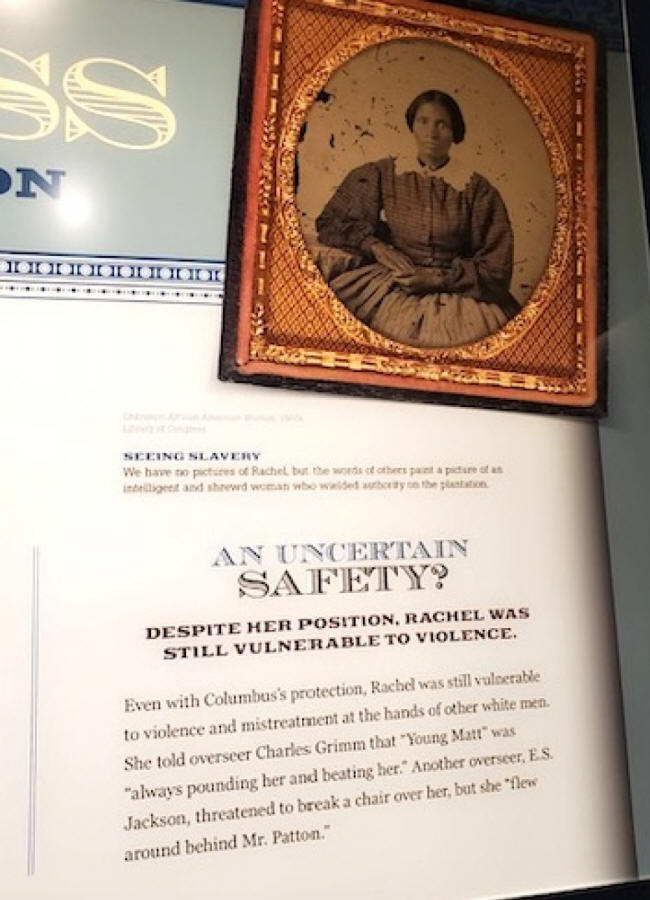 SS
ON
Unknown African American Woman, 
Library of Congress
SEEING SLAVERY
We have no pictures of Rachel, but the words of others paint a picture of an
intelligent and shrewd woman who wielded authority on the plantation.
AN UNCERTAIN
SAFETY?
DESPITE HER POSITION, RACHEL WAS
STILL VULNERABLE TO VIOLENCE.
Even with Columbus's protection, Rachel was still vulnerable
to violence and mistreatment at the hands of other white men.
She told overseer Charles Grimm that "Young Matt" was
"always pounding her and beating her." Another overseer, E.S.
Jackson, threatened to break a chair over her, but she "flew
around behind Mr. Patton."